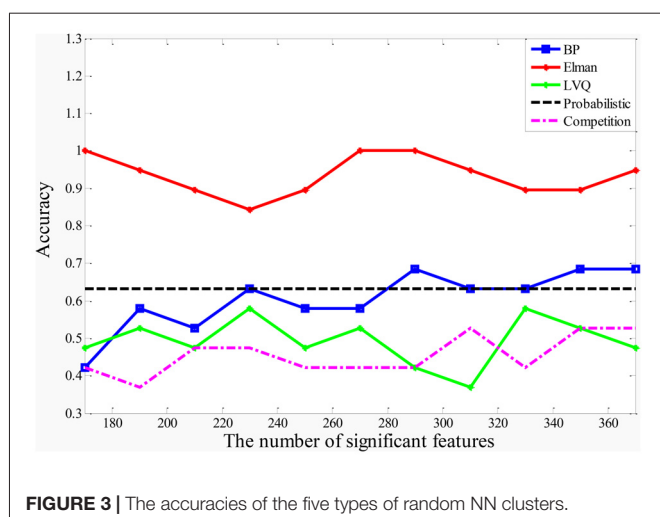 1.3
1.2
1.1
1
0.9
0.8
0.7
0.6
0.5
0.4
0.3
Accuracy
BP
Elman
LVQ
Probabilistic
Competition
180 200 220 240 260 280 300 320 340 360
The number of significant features
FIGURE 3 | The accuracies of the five types of random NN clusters.